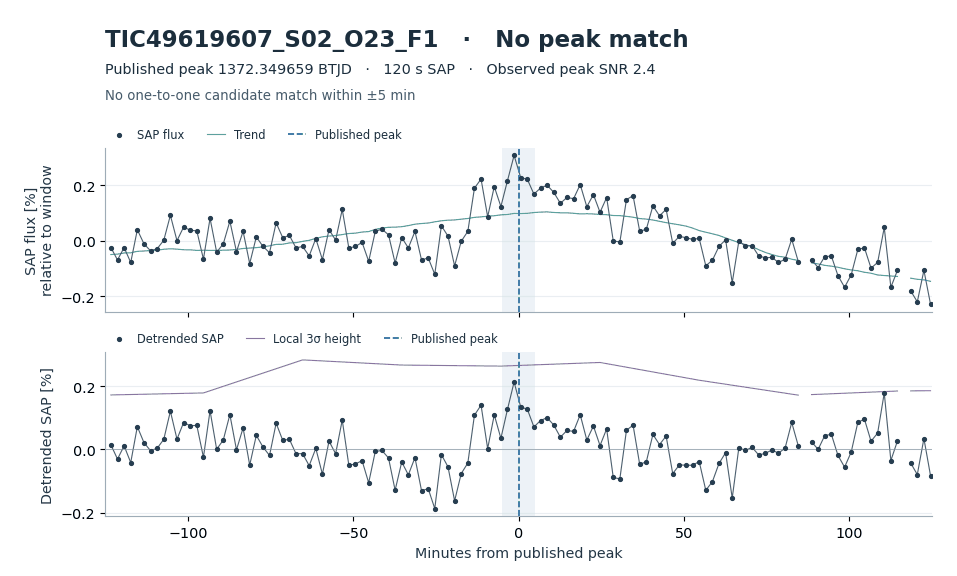 TIC49619607_S02_O23_F1 · No peak match
Published peak 1372.349659 BTJD · 120 s SAP · Observed peak SNR 2.4
No one-to-one candidate match within ±5 min
SAP flux Trend Published peak
SAP flux [%]
relative to window
0.2
0.0
−0.2
Detrended SAP Local 3σ height Published peak
Detrended SAP [%]
0.2
0.0
−0.2
−100 −50 0 50 100
Minutes from published peak